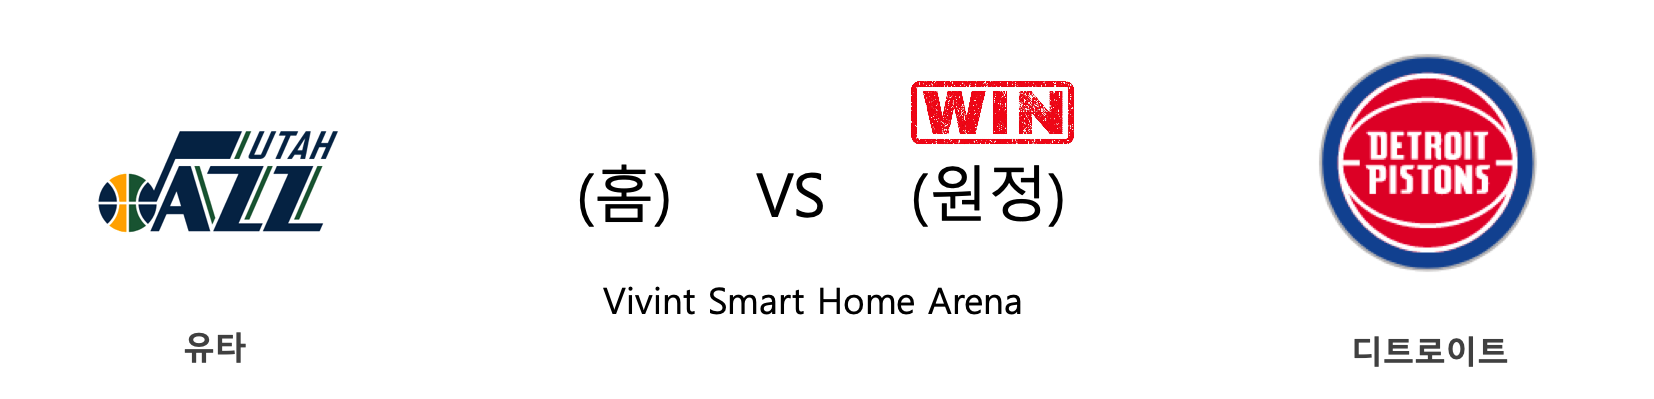 UTAH
JAZZ
유타
WIN
(홈) VS (원정)
Vivint Smart Home Arena
DETROIT
PISTONS
디트로이트